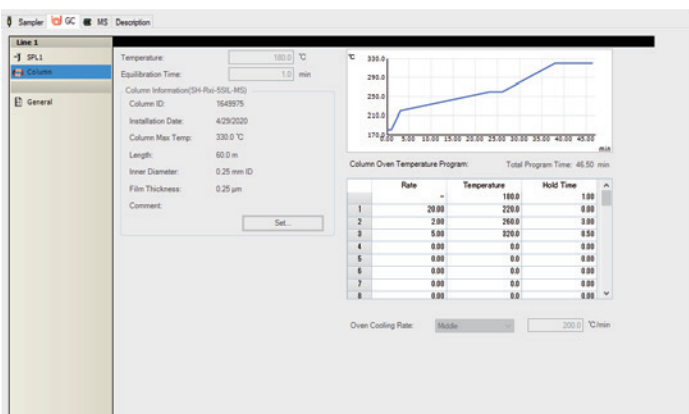 Sampler GC MS Description
Line 1
SPL1
Column
General
Temperature: 180.0 ℃
Equilibration Time: 1.0 min
Column Information(SH-Rxi-5SIL-MS)
Column ID: 1649975
Installation Date: 4/29/2020
Column Max Temp: 330.0 ℃
Length: 60.0 m
Inner Diameter: 0.25 mm ID
Film Thickness: 0.25 µm
Comment:
Set...
℃
330.0
290.0
250.0
210.0
170.0
0.00 5.00 10.00 15.00 20.00 25.00 30.00 35.00 40.00 45.00
min
Column Oven Temperature Program: Total Program Time: 46.50 min
Rate Temperature Hold Time
- 180.0 1.00
1 20.00 220.0 0.00
2 2.00 260.0 3.00
3 5.00 320.0 8.50
4 0.00 0.0 0.00
5 0.00 0.0 0.00
6 0.00 0.0 0.00
7 0.00 0.0 0.00
8 0.00 0.0 0.00
Oven Cooling Rate: Middle 200.0 ℃/min